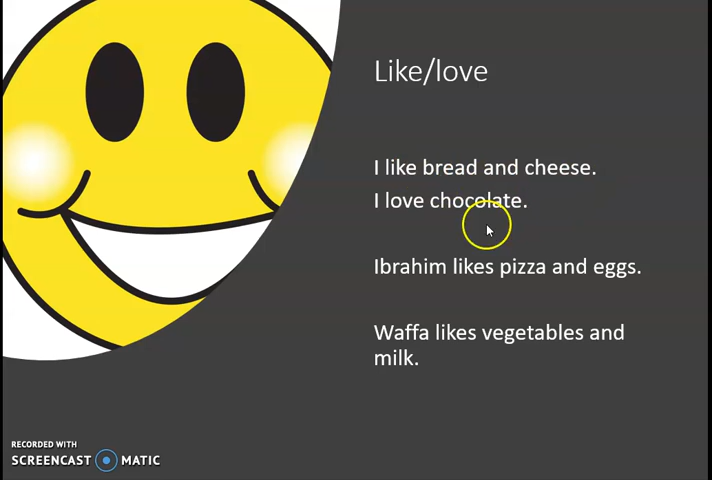 Like/love
I like bread and cheese.
I love chocolate.
Ibrahim likes pizza and eggs.
Waffa likes vegetables and
milk.
RECORDED WITH
SCREENCAST MATIC